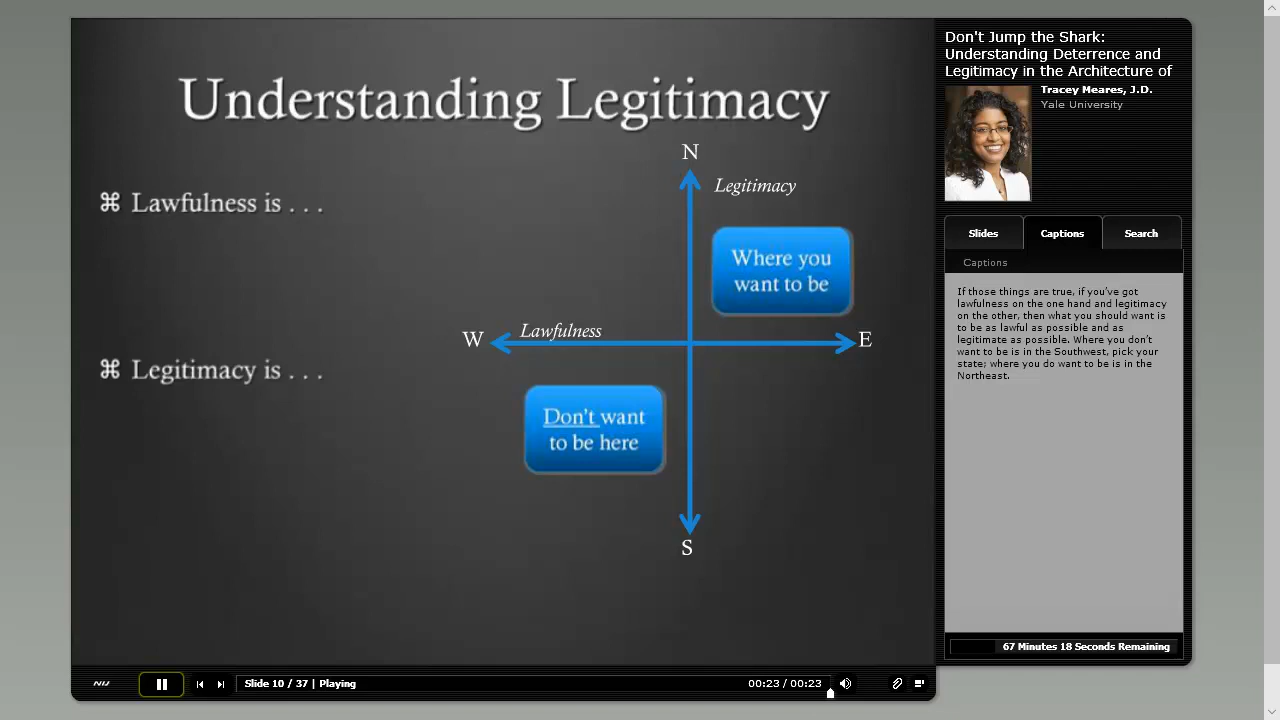 Understanding Legitimacy
⌘ Lawfulness is . . .
⌘ Legitimacy is . . .
N
Legitimacy
Where you
want to be
W
Lawfulness
E
Don't want
to be here
S
Don't Jump the Shark:
Understanding Deterrence and
Legitimacy in the Architecture of
Tracey Meares, J.D.
Yale University
Slides Captions Search
Captions
If those things are true, if you've got
lawfulness on the one hand and legitimacy
on the other, then what you should want is
to be as lawful as possible and as
legitimate as possible. Where you don't
want to be is in the Southwest, pick your
state; where you do want to be is in the
Northeast.
67 Minutes 18 Seconds Remaining
Slide 10 / 37 | Playing
00:23 / 00:23